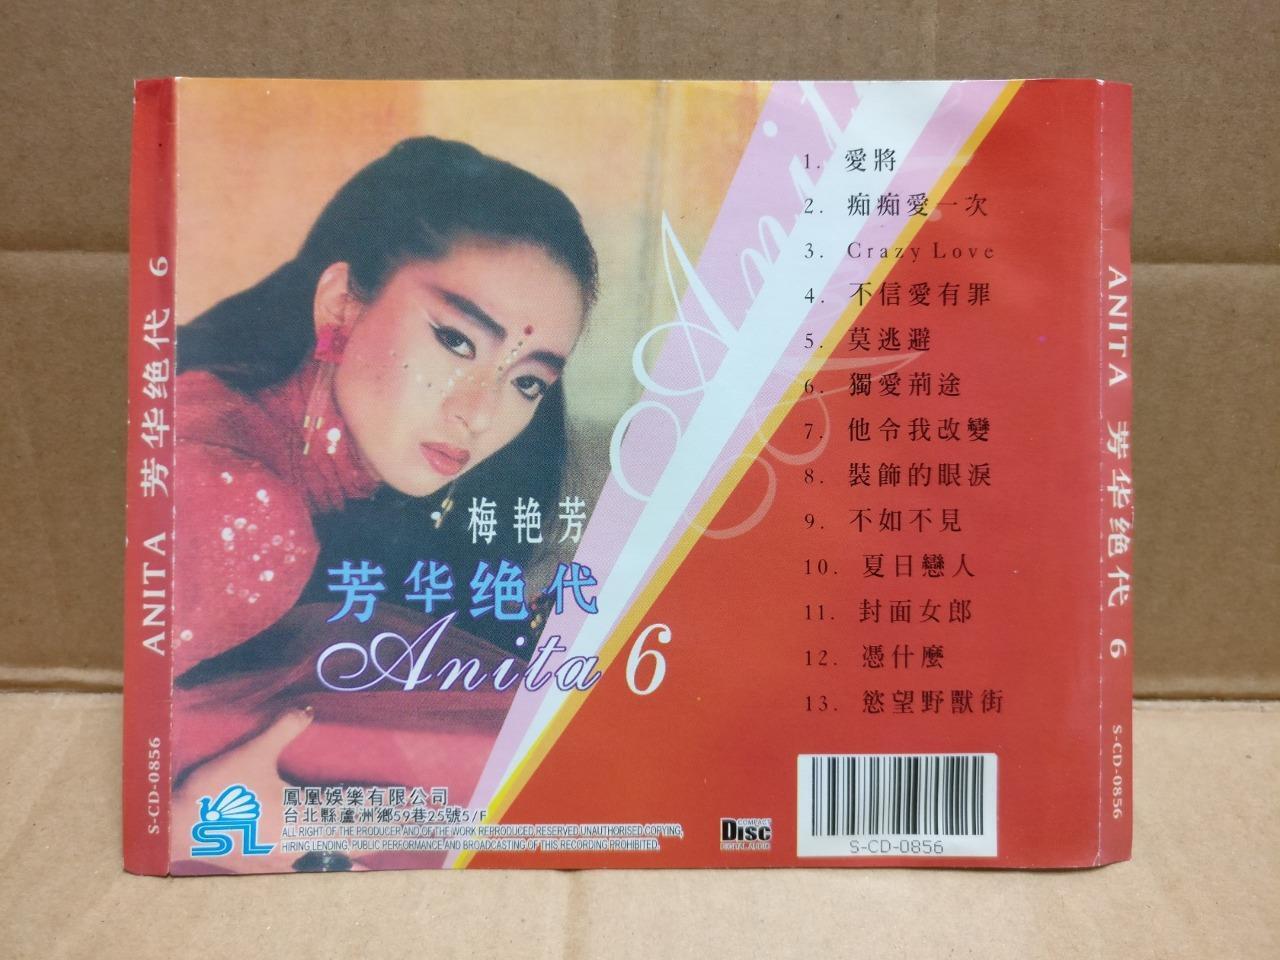 ANITA 芳华绝代 6
S-CD-0856
Anita
梅艳芳
芳华绝代
Anita 6
1. 愛將
2. 痴痴愛一次
3. Crazy Love
4. 不信愛有罪
5. 莫逃避
6. 獨愛荊途
7. 他令我改變
8. 裝飾的眼淚
9. 不如不見
10. 夏日戀人
11. 封面女郎
12. 憑什麼
13. 慾望野獸街
SL
鳳凰娛樂有限公司
台北縣蘆洲鄉59巷25號5/F
ALL RIGHT OF THE PRODUCER AND OF THE WORK REPRODUCED RESERVED UNAUTHORISED COPYING,
HIRING LENDING, PUBLIC PERFORMANCE AND BROADCASTING OF THIS RECORDING PROHIBITED.
COMPACT
DISC
DIGITAL AUDIO
S-CD-0856
ANITA 芳华绝代 6
S-CD-0856